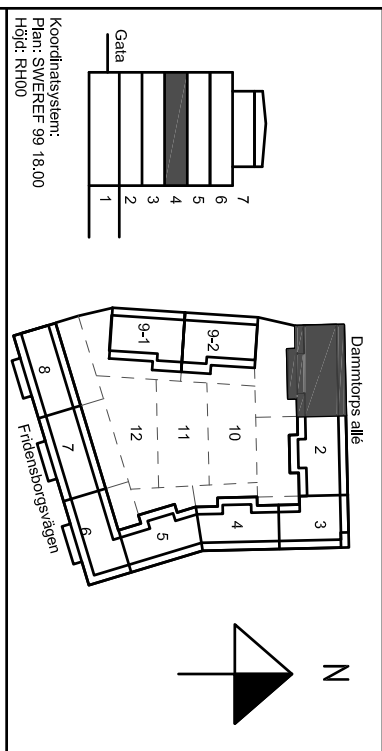 Koordinatsystem:
Plan: SWEREF 99 18.00
Höjd: RH00
Gata
1
2
3
4
5
6
7
Dammtorps allé
Fridensborgsvägen
2
3
4
5
6
7
8
9-1
9-2
10
11
12
N